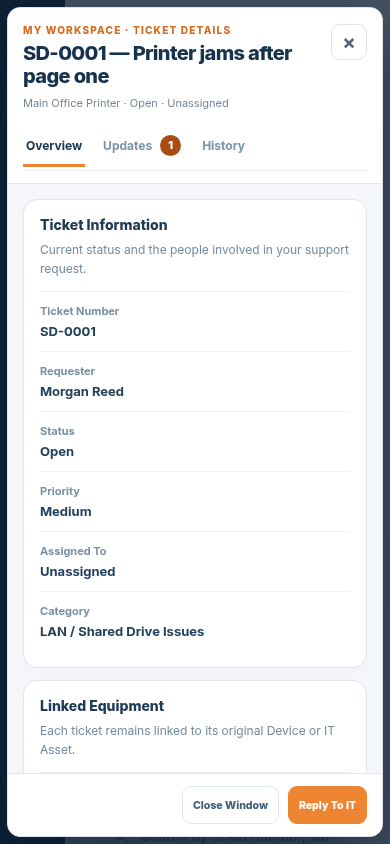 MY WORKSPACE · TICKET DETAILS
SD-0001 — Printer jams after
page one
Main Office Printer · Open · Unassigned
Overview Updates 1 History
Ticket Information
Current status and the people involved in your support
request.
Ticket Number
SD-0001
Requester
Morgan Reed
Status
Open
Priority
Medium
Assigned To
Unassigned
Category
LAN / Shared Drive Issues
Linked Equipment
Each ticket remains linked to its original Device or IT
Asset.
Close Window Reply To IT